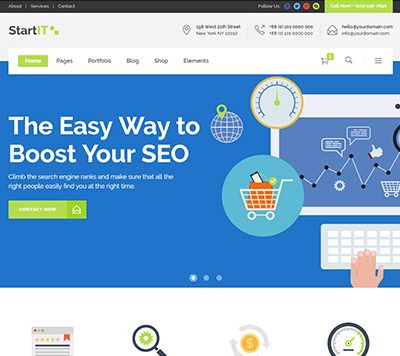 About / Services / Contact
Follow Us:
Call Now! (123) 456-7890
StartIT
198 West 21th Street
New York NY 10010
+88 (0) 101 0000 000
+88 (0) 101 0000 000
hello@yourdomain.com
info@yourdomain.com
Home Pages Portfolio Blog Shop Elements
The Easy Way to
Boost Your SEO
Climb the search engine ranks and make sure that all the
right people easily find you at the right time.
CONTACT NOW